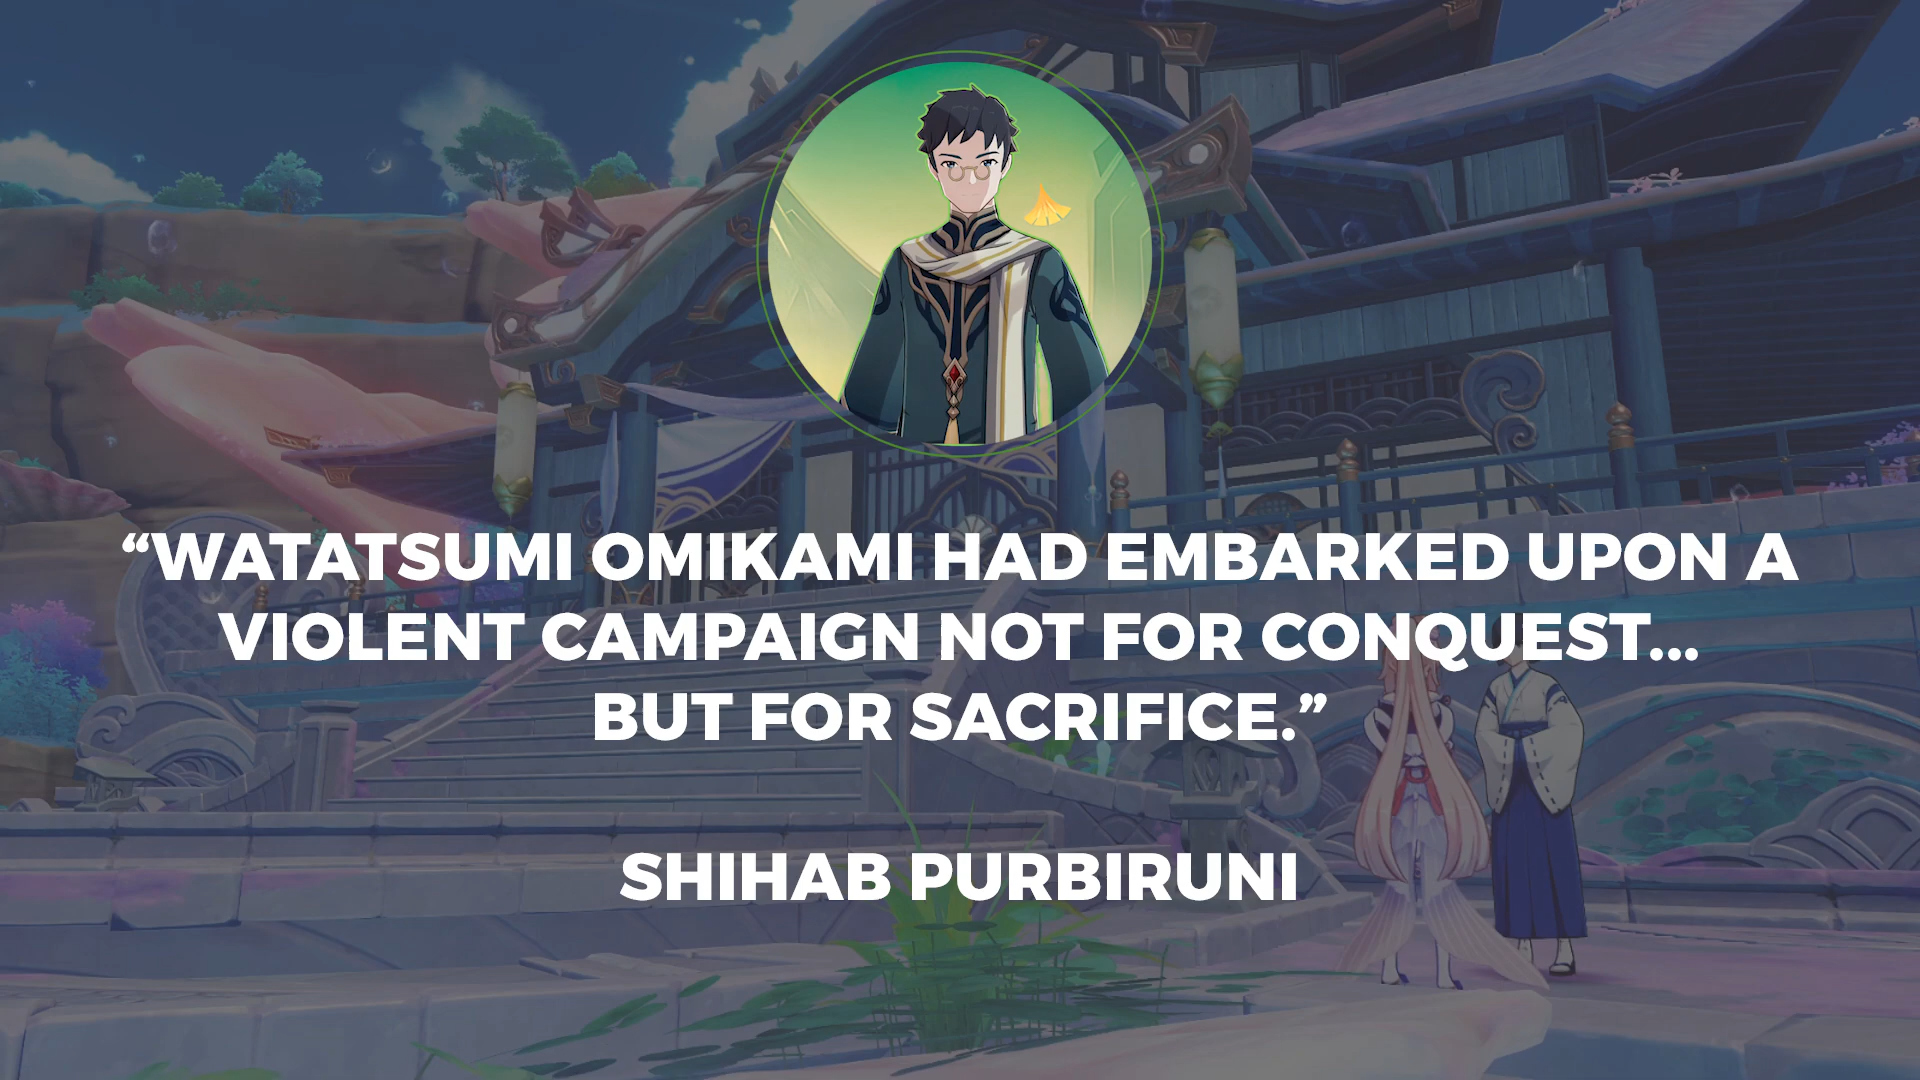 “WATATSUMI OMIKAMI HAD EMBARKED UPON A
VIOLENT CAMPAIGN NOT FOR CONQUEST...
BUT FOR SACRIFICE.”
SHIHAB PURBIRUNI